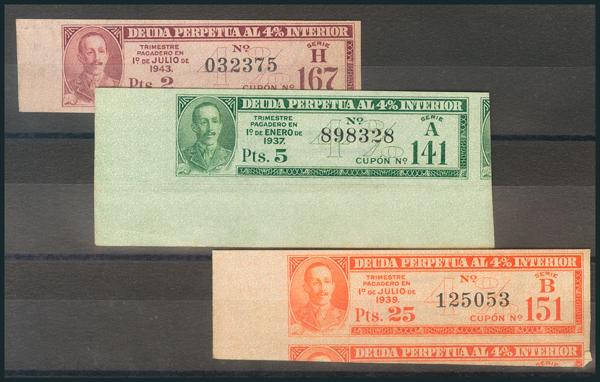 DEUDA PERPETUA AL 4% INTERIOR
TRIMESTRE
PAGADERO EN
1º DE JULIO DE
1943.
Nº
032375
SERIE
H
Pts. 2
CUPÓN Nº 167
4%
DEUDA PERPETUA AL 4% INTERIOR
TRIMESTRE
PAGADERO EN
1º DE ENERO DE
1937.
Nº
898328
SERIE
A
Pts. 5
CUPÓN Nº 141
4%
DEUDA PERPETUA AL 4% INTERIOR
TRIMESTRE
PAGADERO EN
1º DE JULIO DE
1939.
Nº
125053
SERIE
B
Pts. 25
CUPÓN Nº 151
4%
DEUDA PERPETUA AL 4% INTERIOR